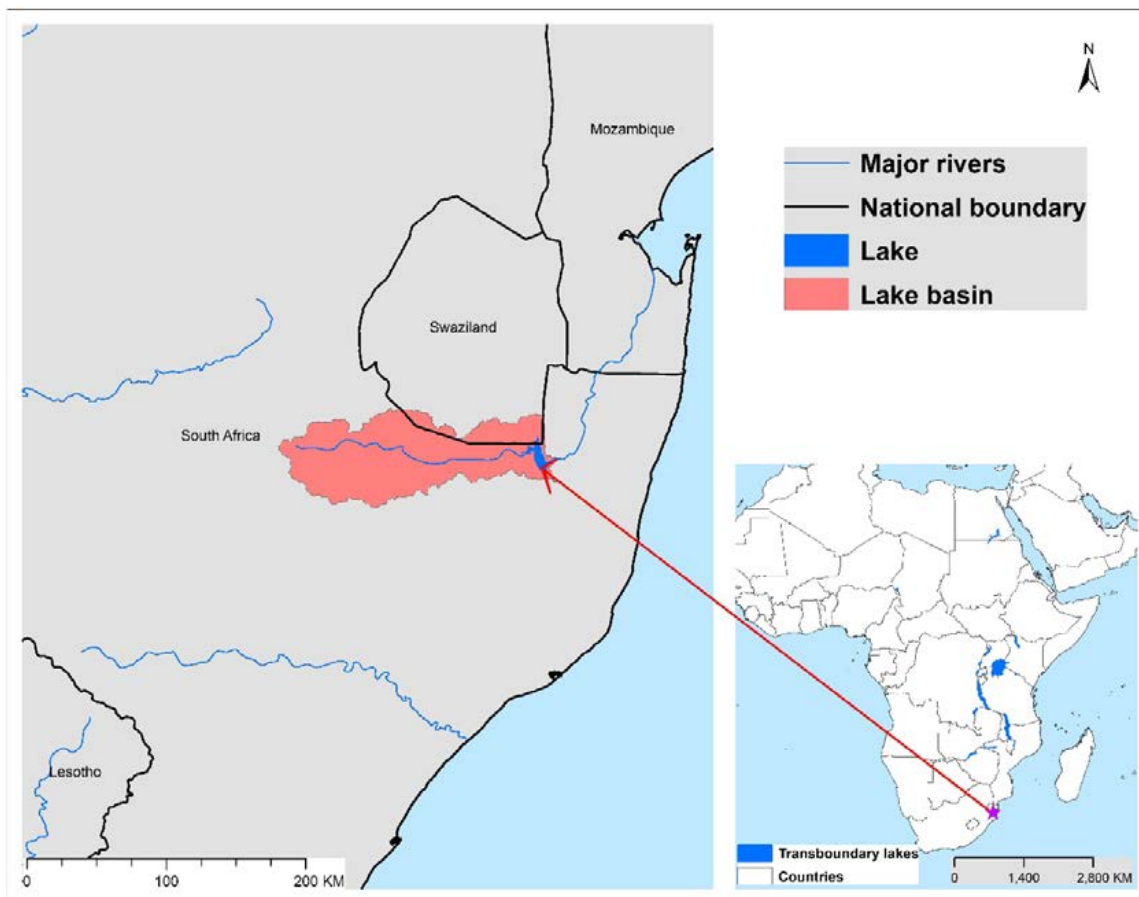 N
Mozambique
Major rivers
National boundary
Lake
Lake basin
Swaziland
South Africa
Lesotho
0 100 200 KM
Transboundary lakes
Countries
0 1,400 2,800 KM